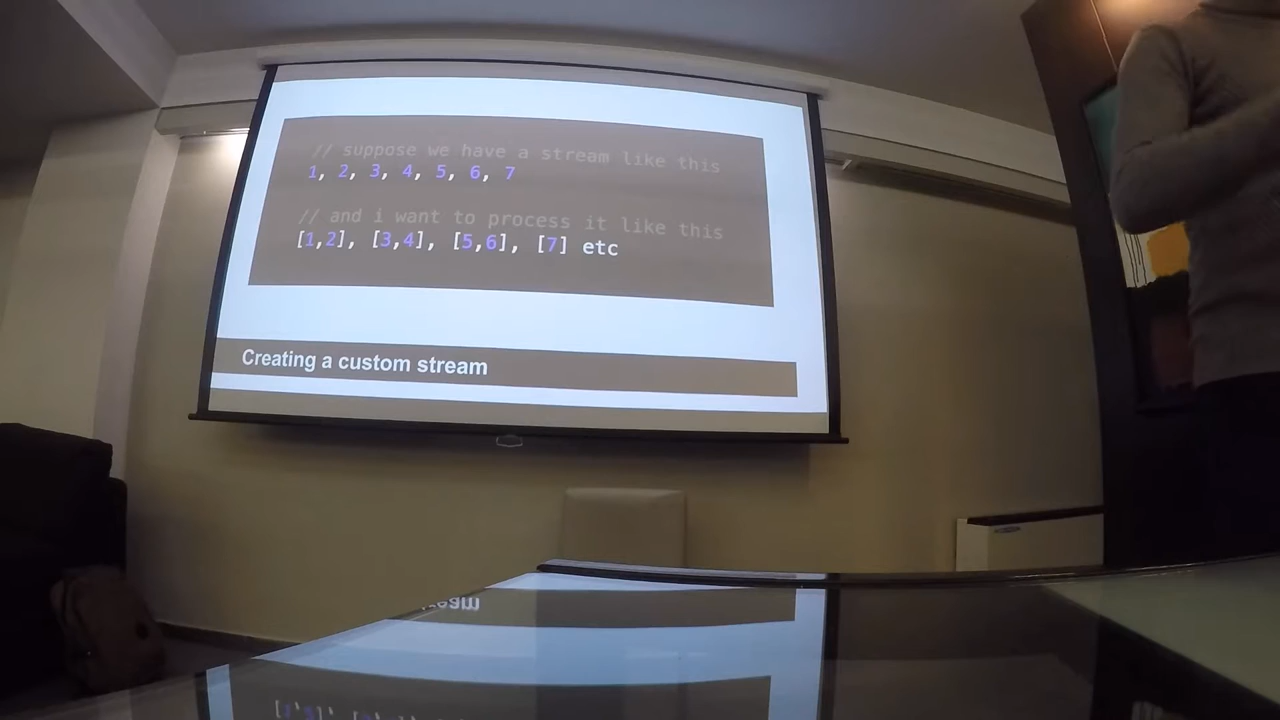 // suppose we have a stream like this
1, 2, 3, 4, 5, 6, 7
// and i want to process it like this
[1,2], [3,4], [5,6], [7] etc
Creating a custom stream